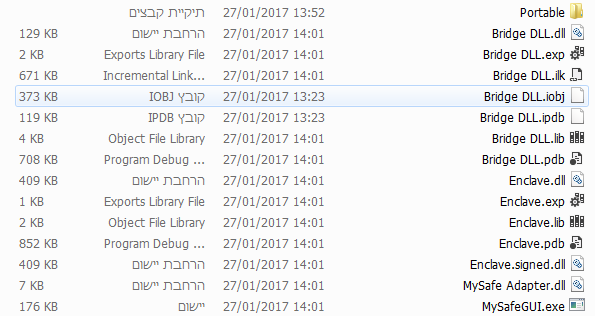 Portable 27/01/2017 13:52 תיקיית קבצים
Bridge DLL.dll 27/01/2017 14:01 הרחבת יישום 129 KB
Bridge DLL.exp 27/01/2017 14:01 Exports Library File 2 KB
Bridge DLL.ilk 27/01/2017 14:01 Incremental Link... 671 KB
Bridge DLL.iobj 27/01/2017 13:23 קובץ IOBJ 373 KB
Bridge DLL.ipdb 27/01/2017 13:23 קובץ IPDB 119 KB
Bridge DLL.lib 27/01/2017 14:01 Object File Library 4 KB
Bridge DLL.pdb 27/01/2017 14:01 Program Debug ... 708 KB
Enclave.dll 27/01/2017 14:01 הרחבת יישום 409 KB
Enclave.exp 27/01/2017 14:01 Exports Library File 1 KB
Enclave.lib 27/01/2017 14:01 Object File Library 2 KB
Enclave.pdb 27/01/2017 14:01 Program Debug ... 852 KB
Enclave.signed.dll 27/01/2017 14:01 הרחבת יישום 409 KB
MySafe Adapter.dll 27/01/2017 14:01 הרחבת יישום 7 KB
MySafeGUI.exe 27/01/2017 14:01 יישום 176 KB